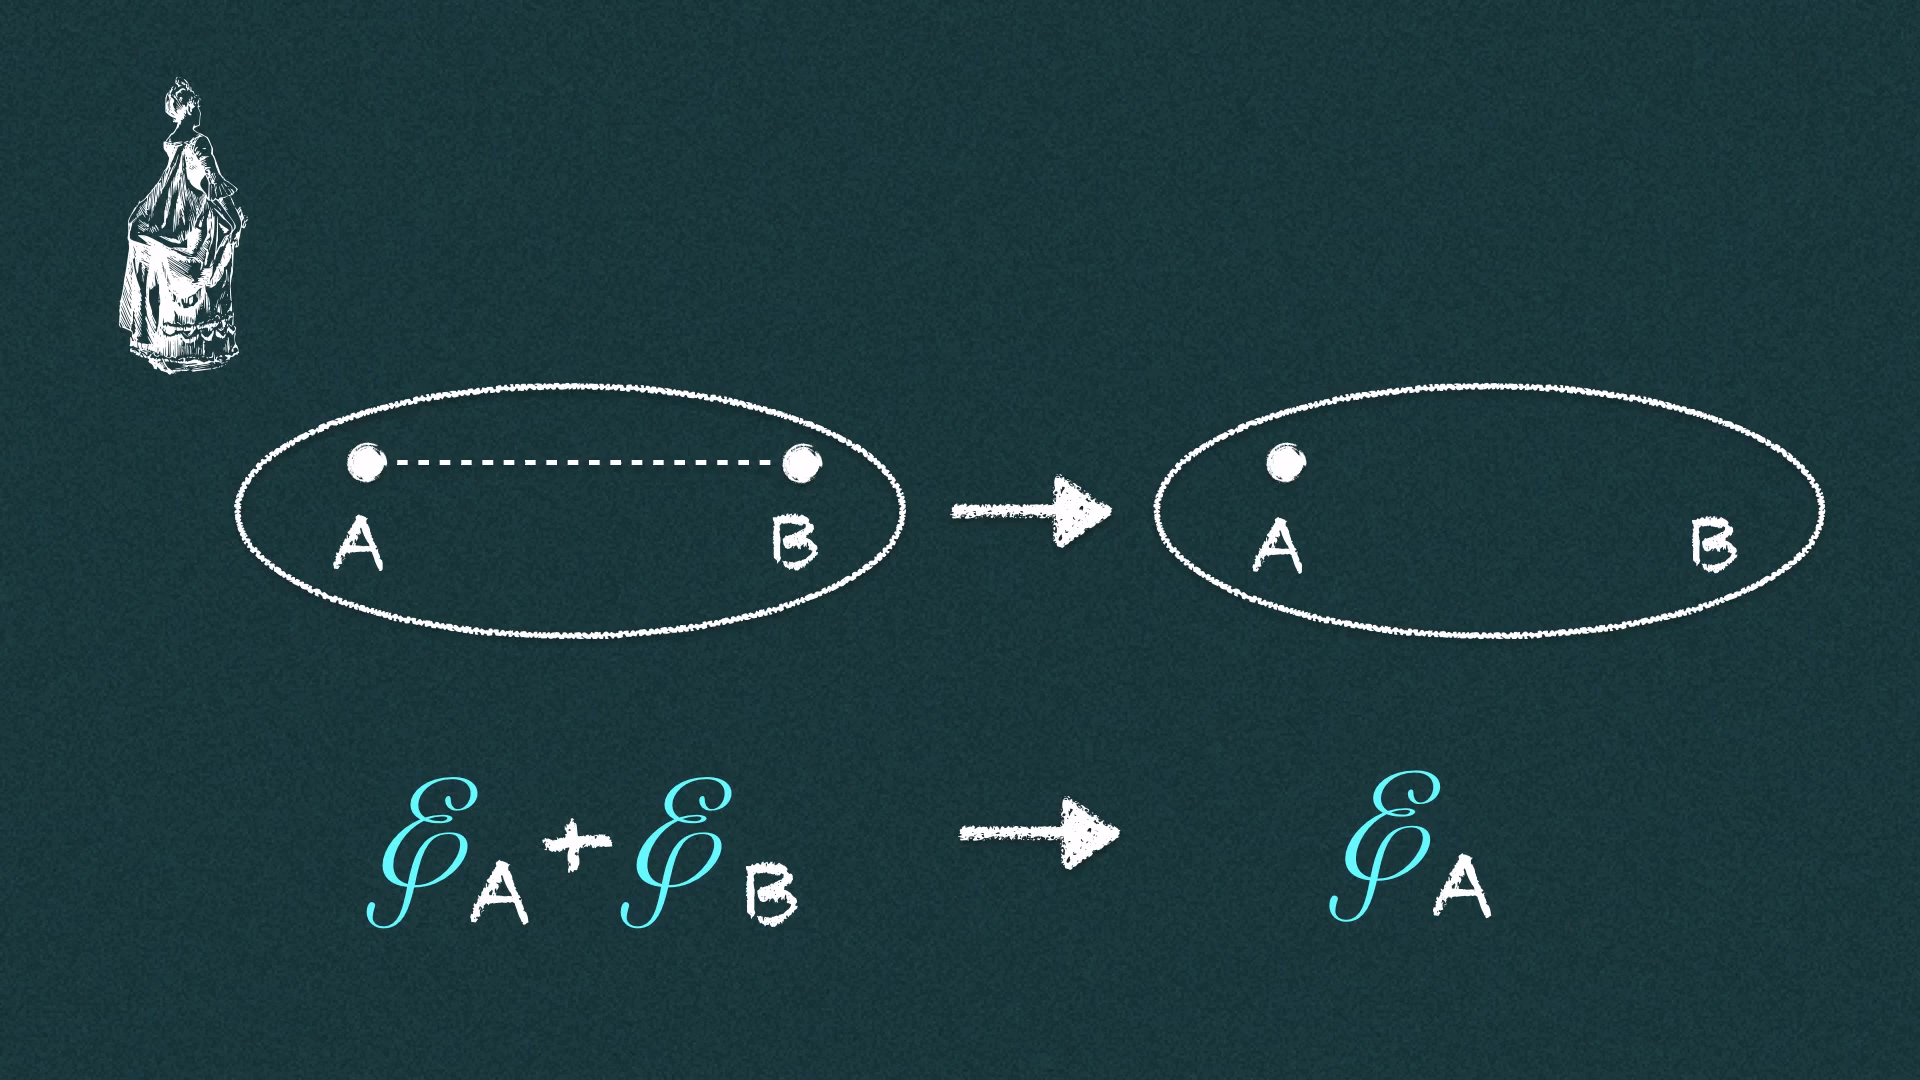 A B → A B
ℰA + ℰB → ℰA